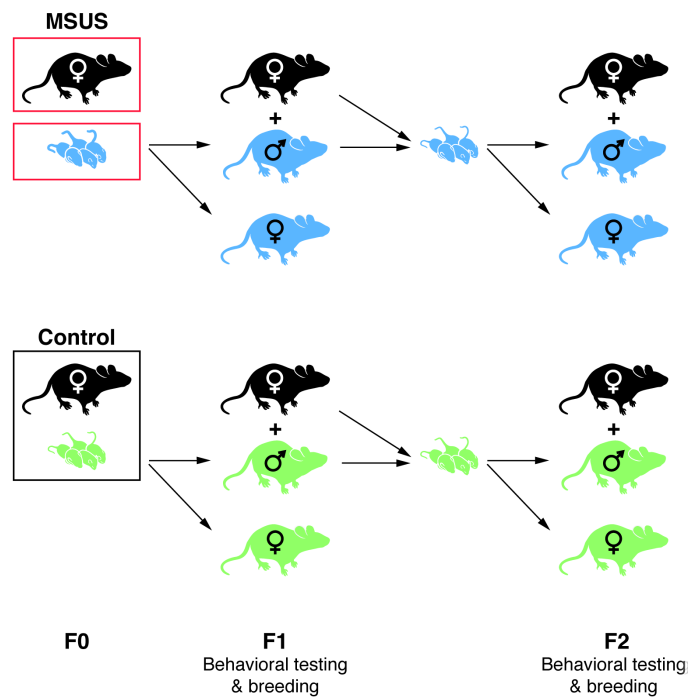 MSUS
♀ ♀ ♀
+ +
♂ ♂
♀ ♀
Control
♀ ♀ ♀
+ +
♂ ♂
♀ ♀
F0 F1 F2
Behavioral testing Behavioral testing
& breeding & breeding